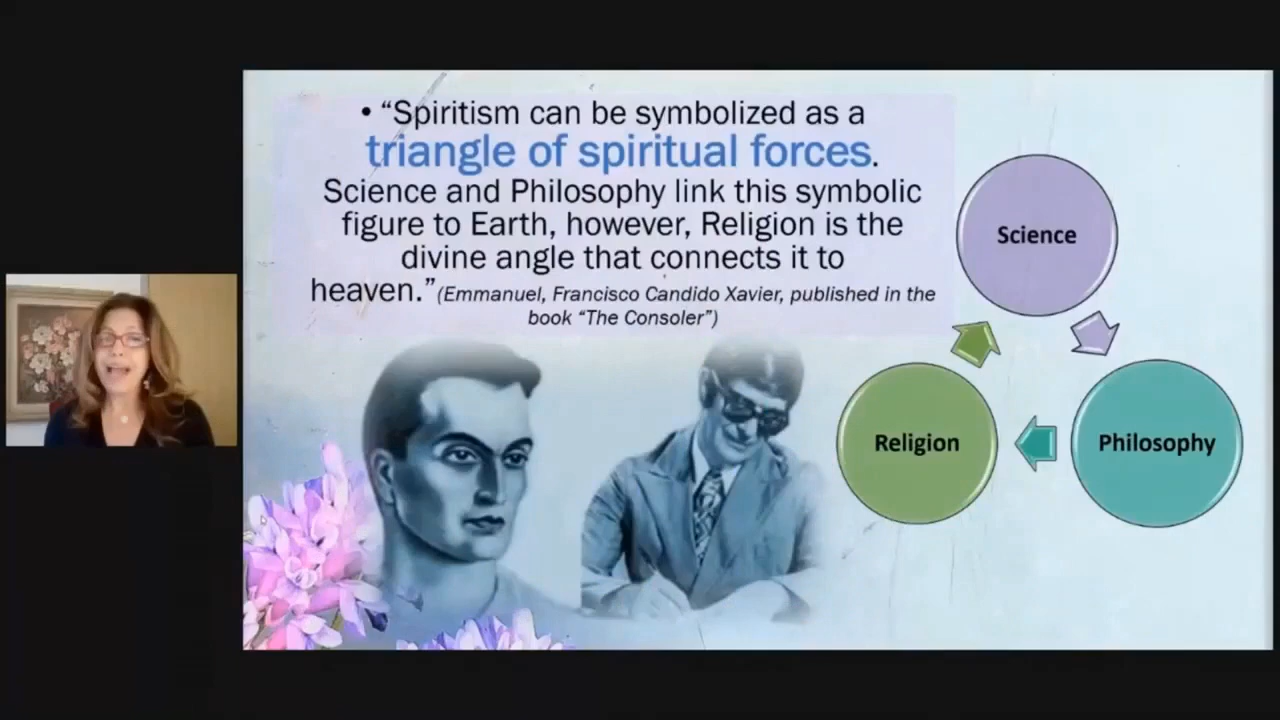 • “Spiritism can be symbolized as a
triangle of spiritual forces.
Science and Philosophy link this symbolic
figure to Earth, however, Religion is the
divine angle that connects it to
heaven.”(Emmanuel, Francisco Candido Xavier, published in the
book “The Consoler”)
Science
Religion
Philosophy